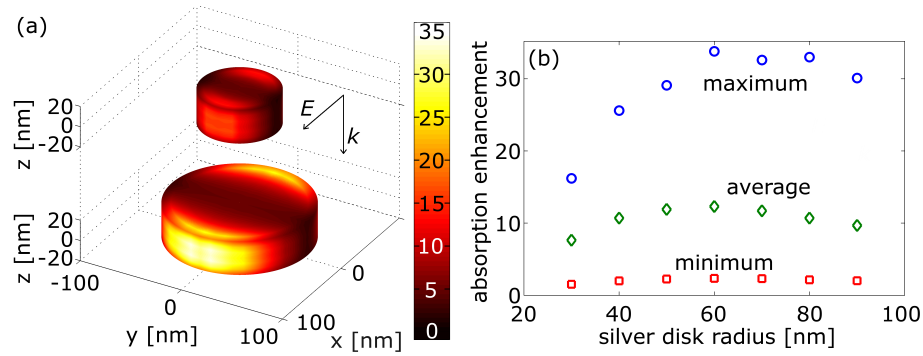 (a)
E
k
z [nm]
20
0
-20
z [nm]
20
0
-20
-100
0
100
y [nm]
100
0
x [nm]
35
30
25
20
15
10
5
0
(b)
absorption enhancement
30
20
10
0
maximum
average
minimum
20
40
60
80
100
silver disk radius [nm]